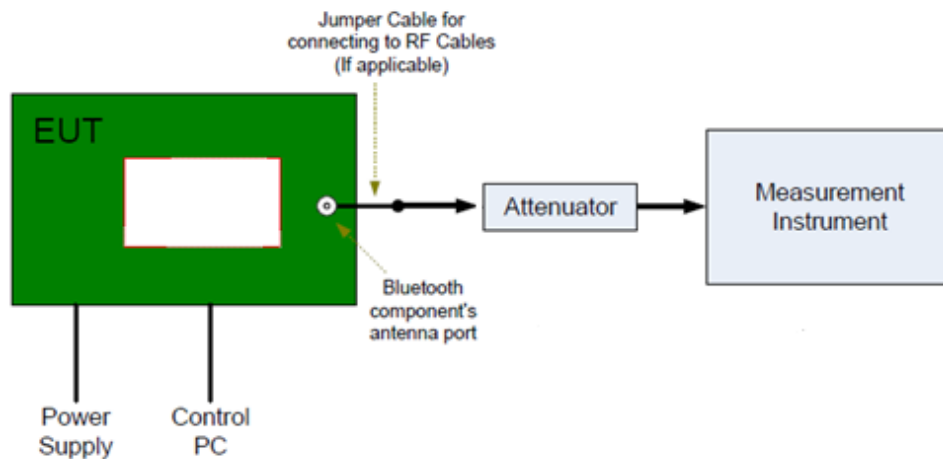 Jumper Cable for
connecting to RF Cables
(If applicable)
EUT
Attenuator
Measurement
Instrument
Bluetooth
component's
antenna port
Power
Supply
Control
PC